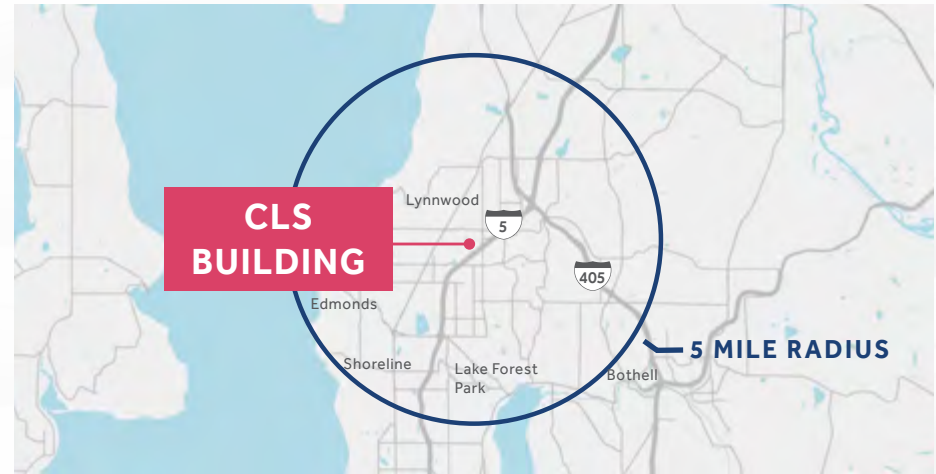 Lynnwood
5
CLS
BUILDING
405
Edmonds
5 MILE RADIUS
Shoreline
Lake Forest
Park
Bothell